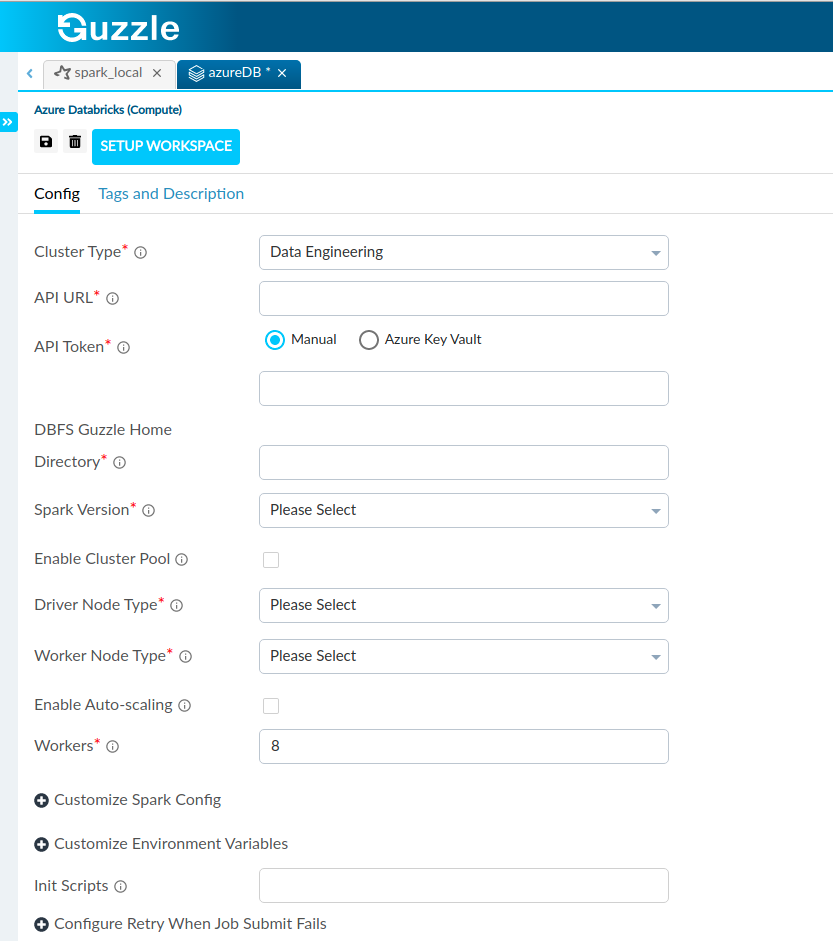 Guzzle
spark_local
azureDB *
Azure Databricks (Compute)
SETUP WORKSPACE
Config
Tags and Description
Cluster Type*
Data Engineering
API URL*
API Token*
Manual
Azure Key Vault
DBFS Guzzle Home
Directory*
Spark Version*
Please Select
Enable Cluster Pool
Driver Node Type*
Please Select
Worker Node Type*
Please Select
Enable Auto-scaling
Workers*
8
Customize Spark Config
Customize Environment Variables
Init Scripts
Configure Retry When Job Submit Fails